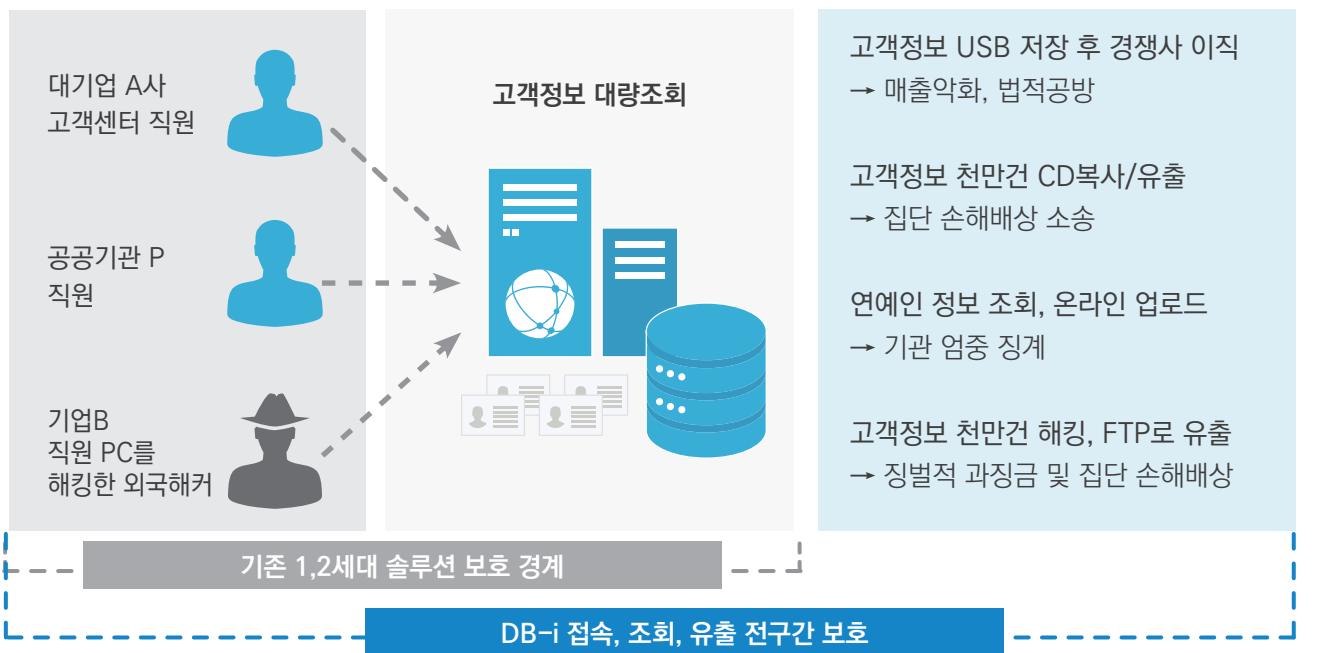 대기업 A사
고객센터 직원
공공기관 P
직원
기업B
직원 PC를
해킹한 외국해커
고객정보 대량조회
고객정보 USB 저장 후 경쟁사 이직
→ 매출악화, 법적공방
고객정보 천만건 CD복사/유출
→ 집단 손해배상 소송
연예인 정보 조회, 온라인 업로드
→ 기관 엄중 징계
고객정보 천만건 해킹, FTP로 유출
→ 징벌적 과징금 및 집단 손해배상
기존 1,2세대 솔루션 보호 경계
DB-i 접속, 조회, 유출 전구간 보호